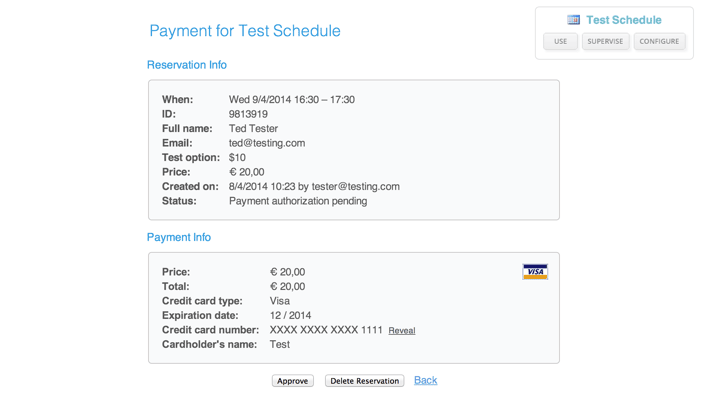 Payment for Test Schedule
Test Schedule
USE SUPERVISE CONFIGURE
Reservation Info
When: Wed 9/4/2014 16:30 – 17:30
ID: 9813919
Full name: Ted Tester
Email: ted@testing.com
Test option: $10
Price: € 20,00
Created on: 8/4/2014 10:23 by tester@testing.com
Status: Payment authorization pending
Payment Info
Price: € 20,00
VISA
Total: € 20,00
Credit card type: Visa
Expiration date: 12 / 2014
Credit card number: XXXX XXXX XXXX 1111 Reveal
Cardholder's name: Test
Approve Delete Reservation Back